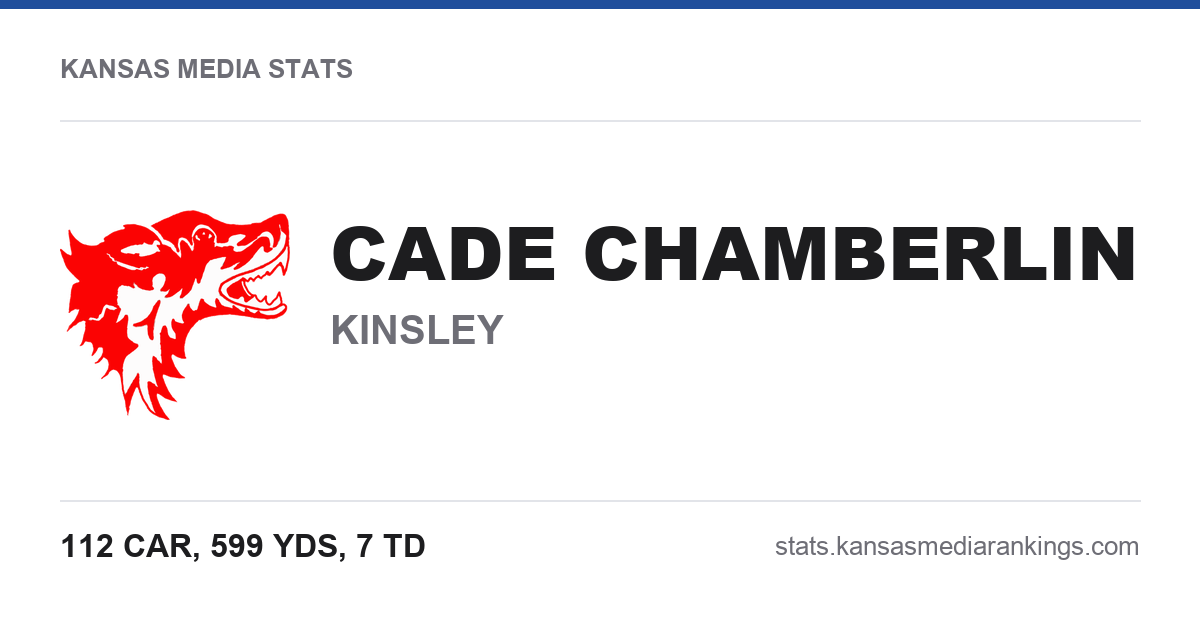 KANSAS MEDIA STATS
CADE CHAMBERLIN
KINSLEY
112 CAR, 599 YDS, 7 TD
stats.kansasmediarankings.com